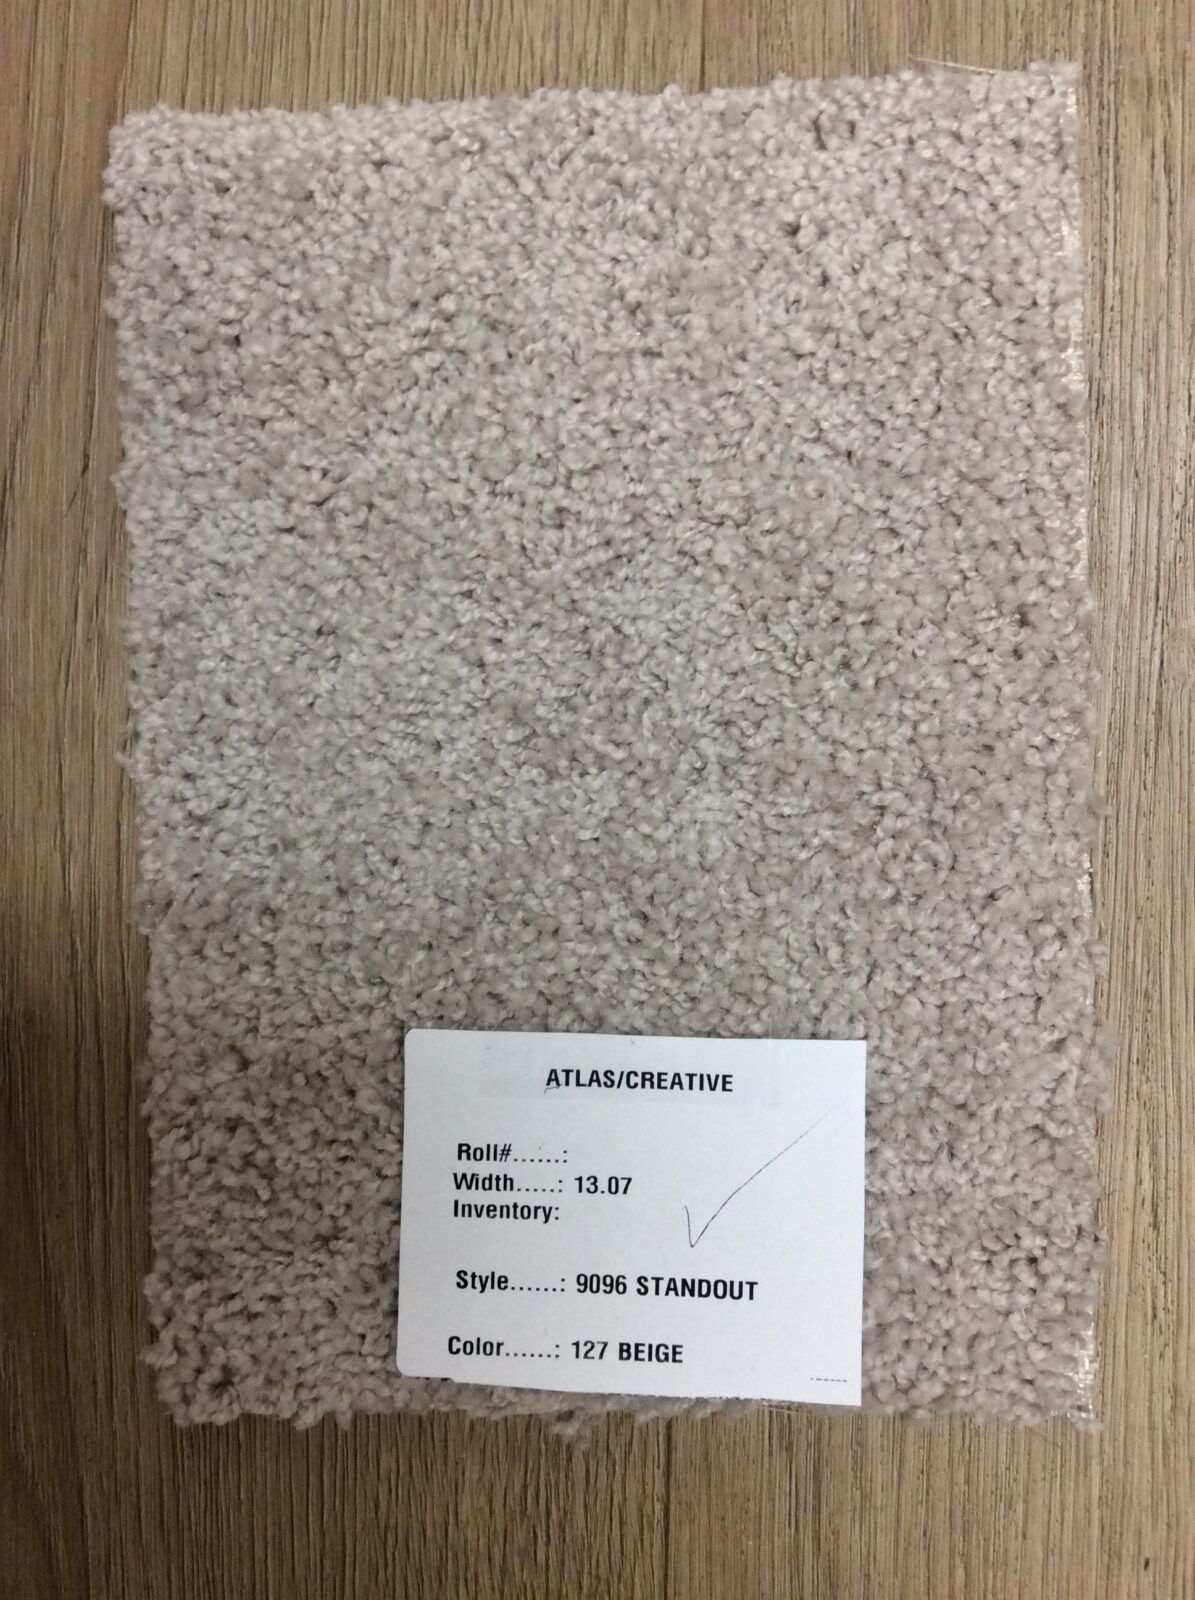 ATLAS/CREATIVE
Roll#......:
Width.....: 13.07
Inventory:
Style......: 9096 STANDOUT
Color......: 127 BEIGE